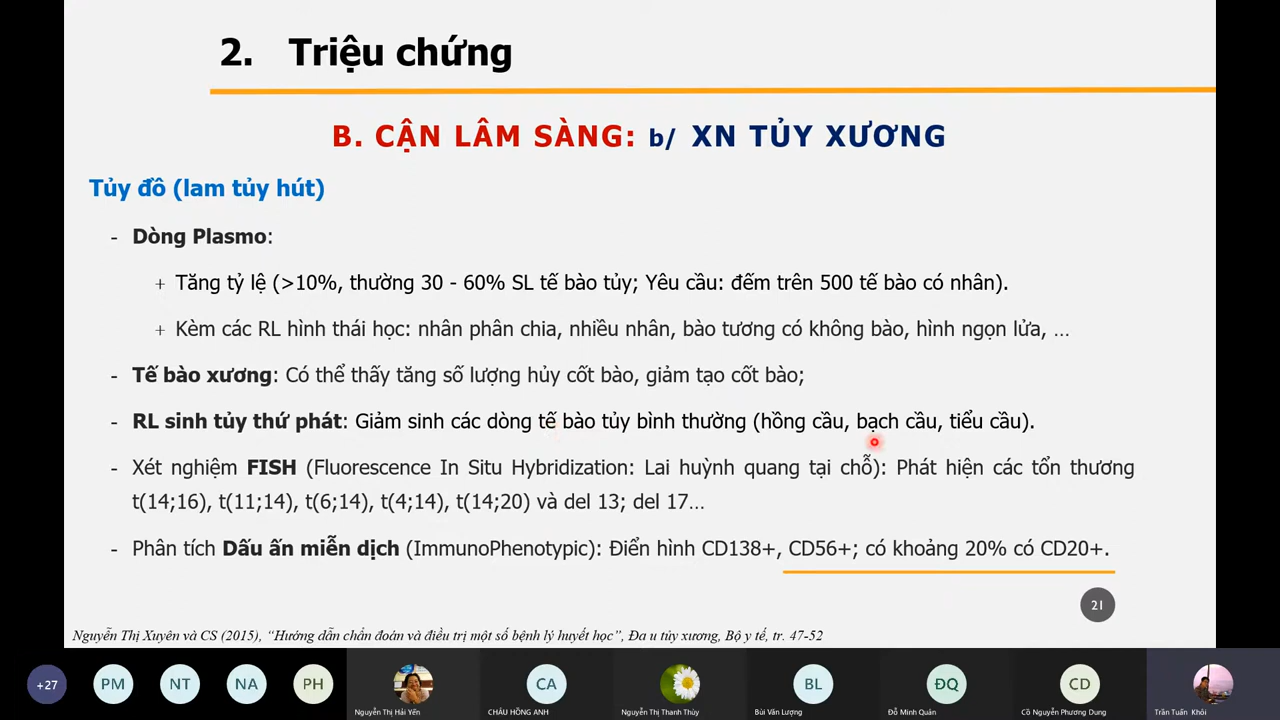 2. Triệu chứng
B. CẬN LÂM SÀNG: b/ XN TỦY XƯƠNG
Tủy đồ (lam tủy hút)
- Dòng Plasmo:
+ Tăng tỷ lệ (>10%, thường 30 - 60% SL tế bào tủy; Yêu cầu: đếm trên 500 tế bào có nhân).
+ Kèm các RL hình thái học: nhân phân chia, nhiều nhân, bào tương có không bào, hình ngọn lửa, ...
- Tế bào xương: Có thể thấy tăng số lượng hủy cốt bào, giảm tạo cốt bào;
- RL sinh tủy thứ phát: Giảm sinh các dòng tế bào tủy bình thường (hồng cầu, bạch cầu, tiểu cầu).
- Xét nghiệm FISH (Fluorescence In Situ Hybridization: Lai huỳnh quang tại chỗ): Phát hiện các tổn thương
t(14;16), t(11;14), t(6;14), t(4;14), t(14;20) và del 13; del 17...
- Phân tích Dấu ấn miễn dịch (ImmunoPhenotypic): Điển hình CD138+, CD56+; có khoảng 20% có CD20+.
21
Nguyễn Thị Xuyên và CS (2015), “Hướng dẫn chẩn đoán và điều trị một số bệnh lý huyết học”, Đa u tủy xương, Bộ y tế, tr. 47-52
+27 PM NT NA PH CA BL ĐQ CD
Nguyễn Thị Hải Yến CHÂU HỒNG ANH Nguyễn Thị Thanh Thủy Bùi Văn Lượng Đỗ Minh Quân Cô Nguyễn Phương Dung Trần Tuấn Khôi